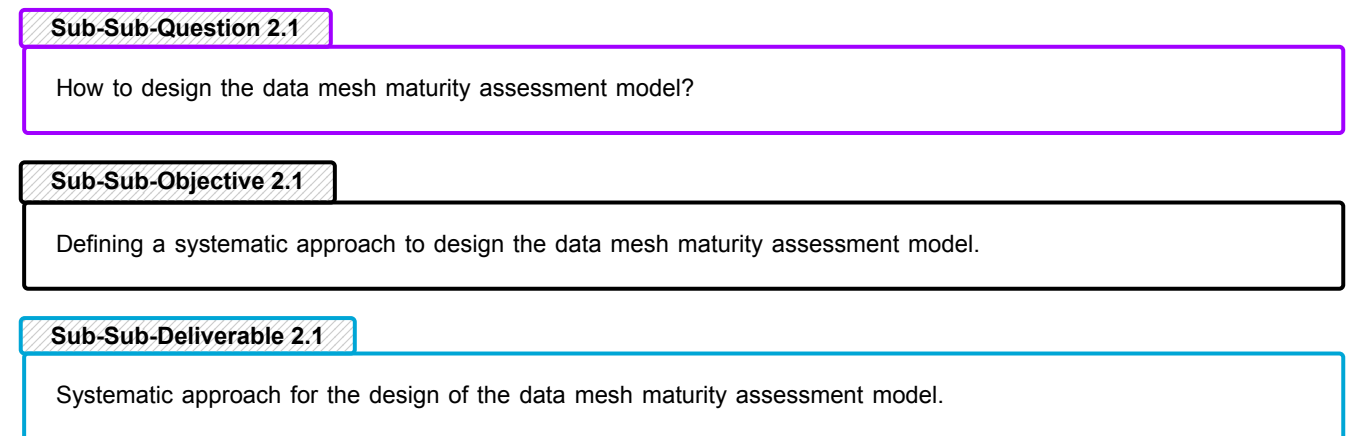 Sub-Sub-Question 2.1
How to design the data mesh maturity assessment model?
Sub-Sub-Objective 2.1
Defining a systematic approach to design the data mesh maturity assessment model.
Sub-Sub-Deliverable 2.1
Systematic approach for the design of the data mesh maturity assessment model.